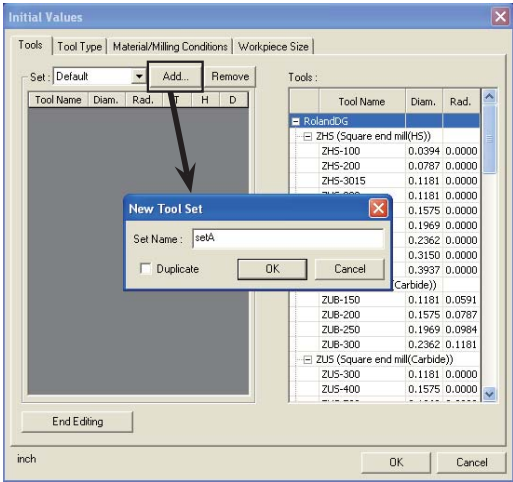 Initial Values
Tools Tool Type Material/Milling Conditions Workpiece Size
Set : Default Add... Remove Tools :
Tool Name Diam. Rad. T H D
Tool Name Diam. Rad.
RolandDG
ZHS (Square end mill(HS))
ZHS-100 0.0394 0.0000
ZHS-200 0.0787 0.0000
ZHS-3015 0.1181 0.0000
0.1181 0.0000
0.1575 0.0000
0.1969 0.0000
0.2362 0.0000
0.3150 0.0000
0.3937 0.0000
Carbide))
New Tool Set
Set Name : setA
Duplicate OK Cancel
ZUB-150 0.1181 0.0591
ZUB-200 0.1575 0.0787
ZUB-250 0.1969 0.0984
ZUB-300 0.2362 0.1181
ZUS (Square end mill(Carbide))
ZUS-300 0.1181 0.0000
ZUS-400 0.1575 0.0000
End Editing
inch OK Cancel